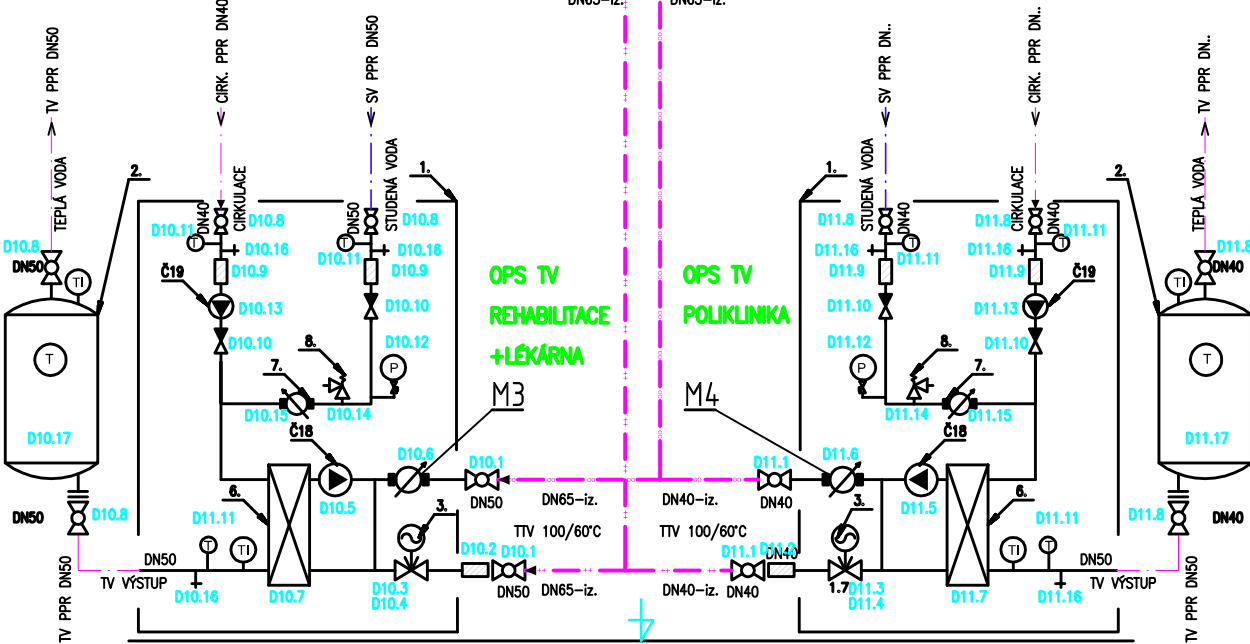 DN65-iz.
DN65-iz.
TV PPR DN50
CIRK. PPR DN40
SV PPR DN50
SV PPR DN..
CIRK. PPR DN..
TV PPR DN..
2.
1.
1.
2.
TEPLÁ VODA
DN40
CIRKULACE
DN50
STUDENÁ VODA
STUDENÁ VODA
DN40
CIRKULACE
DN40
TEPLÁ VODA
D10.8
D10.8
D11.8
D11.8
D10.11
T
D10.16
D10.11
T
D10.16
D11.16
T
D11.11
D11.16
T
D11.11
D10.8
DN50
TI
D10.9
D10.9
D11.9
D11.9
TI
D11.8
DN40
Č19
D10.13
D10.10
D11.10
D11.13
Č19
OPS TV
REHABILITACE
+LÉKÁRNA
OPS TV
POLIKLINIKA
D10.10
8.
D10.12
P
D11.12
P
8.
D11.10
T
T
7.
7.
D10.15
D10.14
D11.14
D11.15
M3
M4
D10.17
Č18
D10.6
D10.1
D11.1
D11.6
Č18
D11.17
6.
D10.5
DN50
DN65-iz.
DN40-iz.
DN40
D11.5
6.
DN50
D10.8
D11.11
3.
TTV 100/60°C
TTV 100/60°C
3.
D11.11
D11.8
DN40
T
TI
D10.2
D10.1
D11.1
D11.2
DN40
TI
T
DN50
TV VÝSTUP
D10.16
D10.7
D10.3
D10.4
DN50
DN65-iz.
DN40-iz.
DN40
1.7
D11.3
D11.4
D11.7
D11.16
DN50
TV VÝSTUP
TV PPR DN50
TV PPR DN50